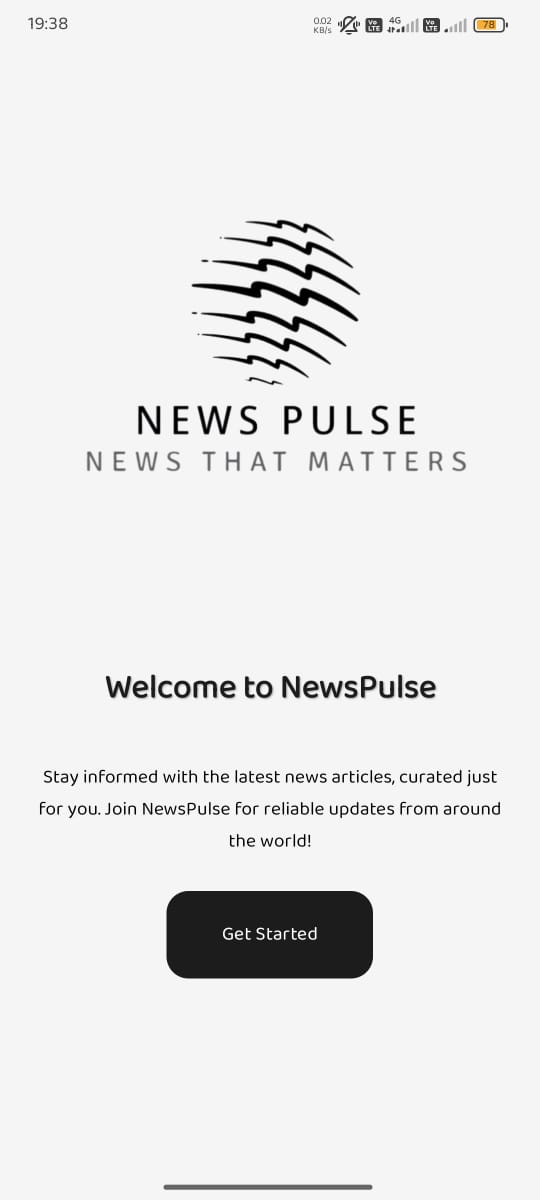 19:38
0.02
KB/s
Vo
LTE
4G
Vo
LTE
78
NEWS PULSE
NEWS THAT MATTERS
Welcome to NewsPulse
Stay informed with the latest news articles, curated just
for you. Join NewsPulse for reliable updates from around
the world!
Get Started